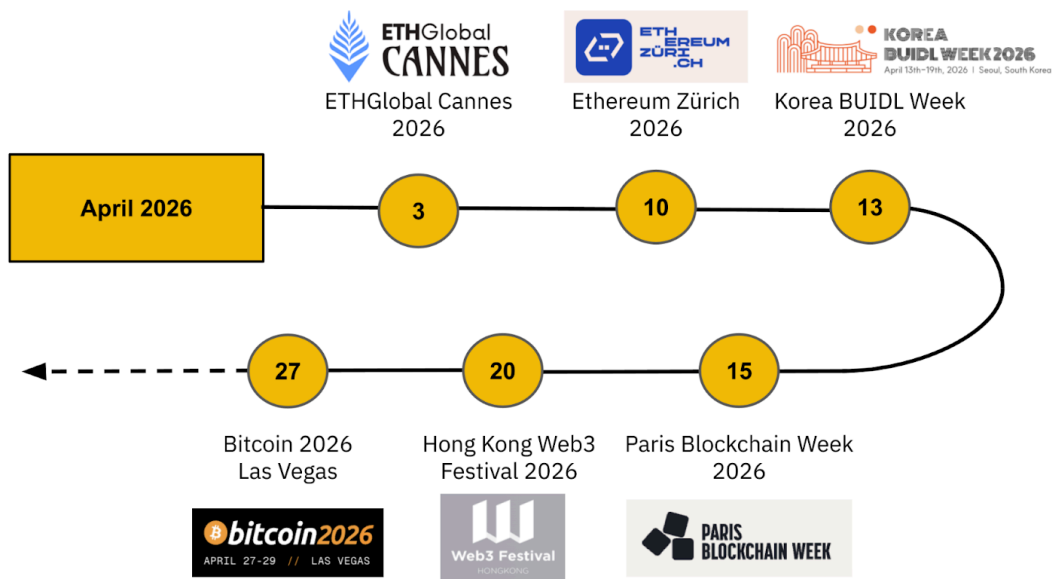 ETHGlobal
CANNES
ETHGlobal Cannes
2026
ETH
EREUM
ZÜRI
.CH
Ethereum Zürich
2026
KOREA
BUIDL WEEK2026
April 13th-19th, 2026 | Seoul, South Korea
Korea BUIDL Week
2026
April 2026
3
10
13
27
20
15
Bitcoin 2026
Las Vegas
bitcoin2026
APRIL 27-29 // LAS VEGAS
Hong Kong Web3
Festival 2026
Web3 Festival
HONGKONG
Paris Blockchain Week
2026
PARIS
BLOCKCHAIN WEEK